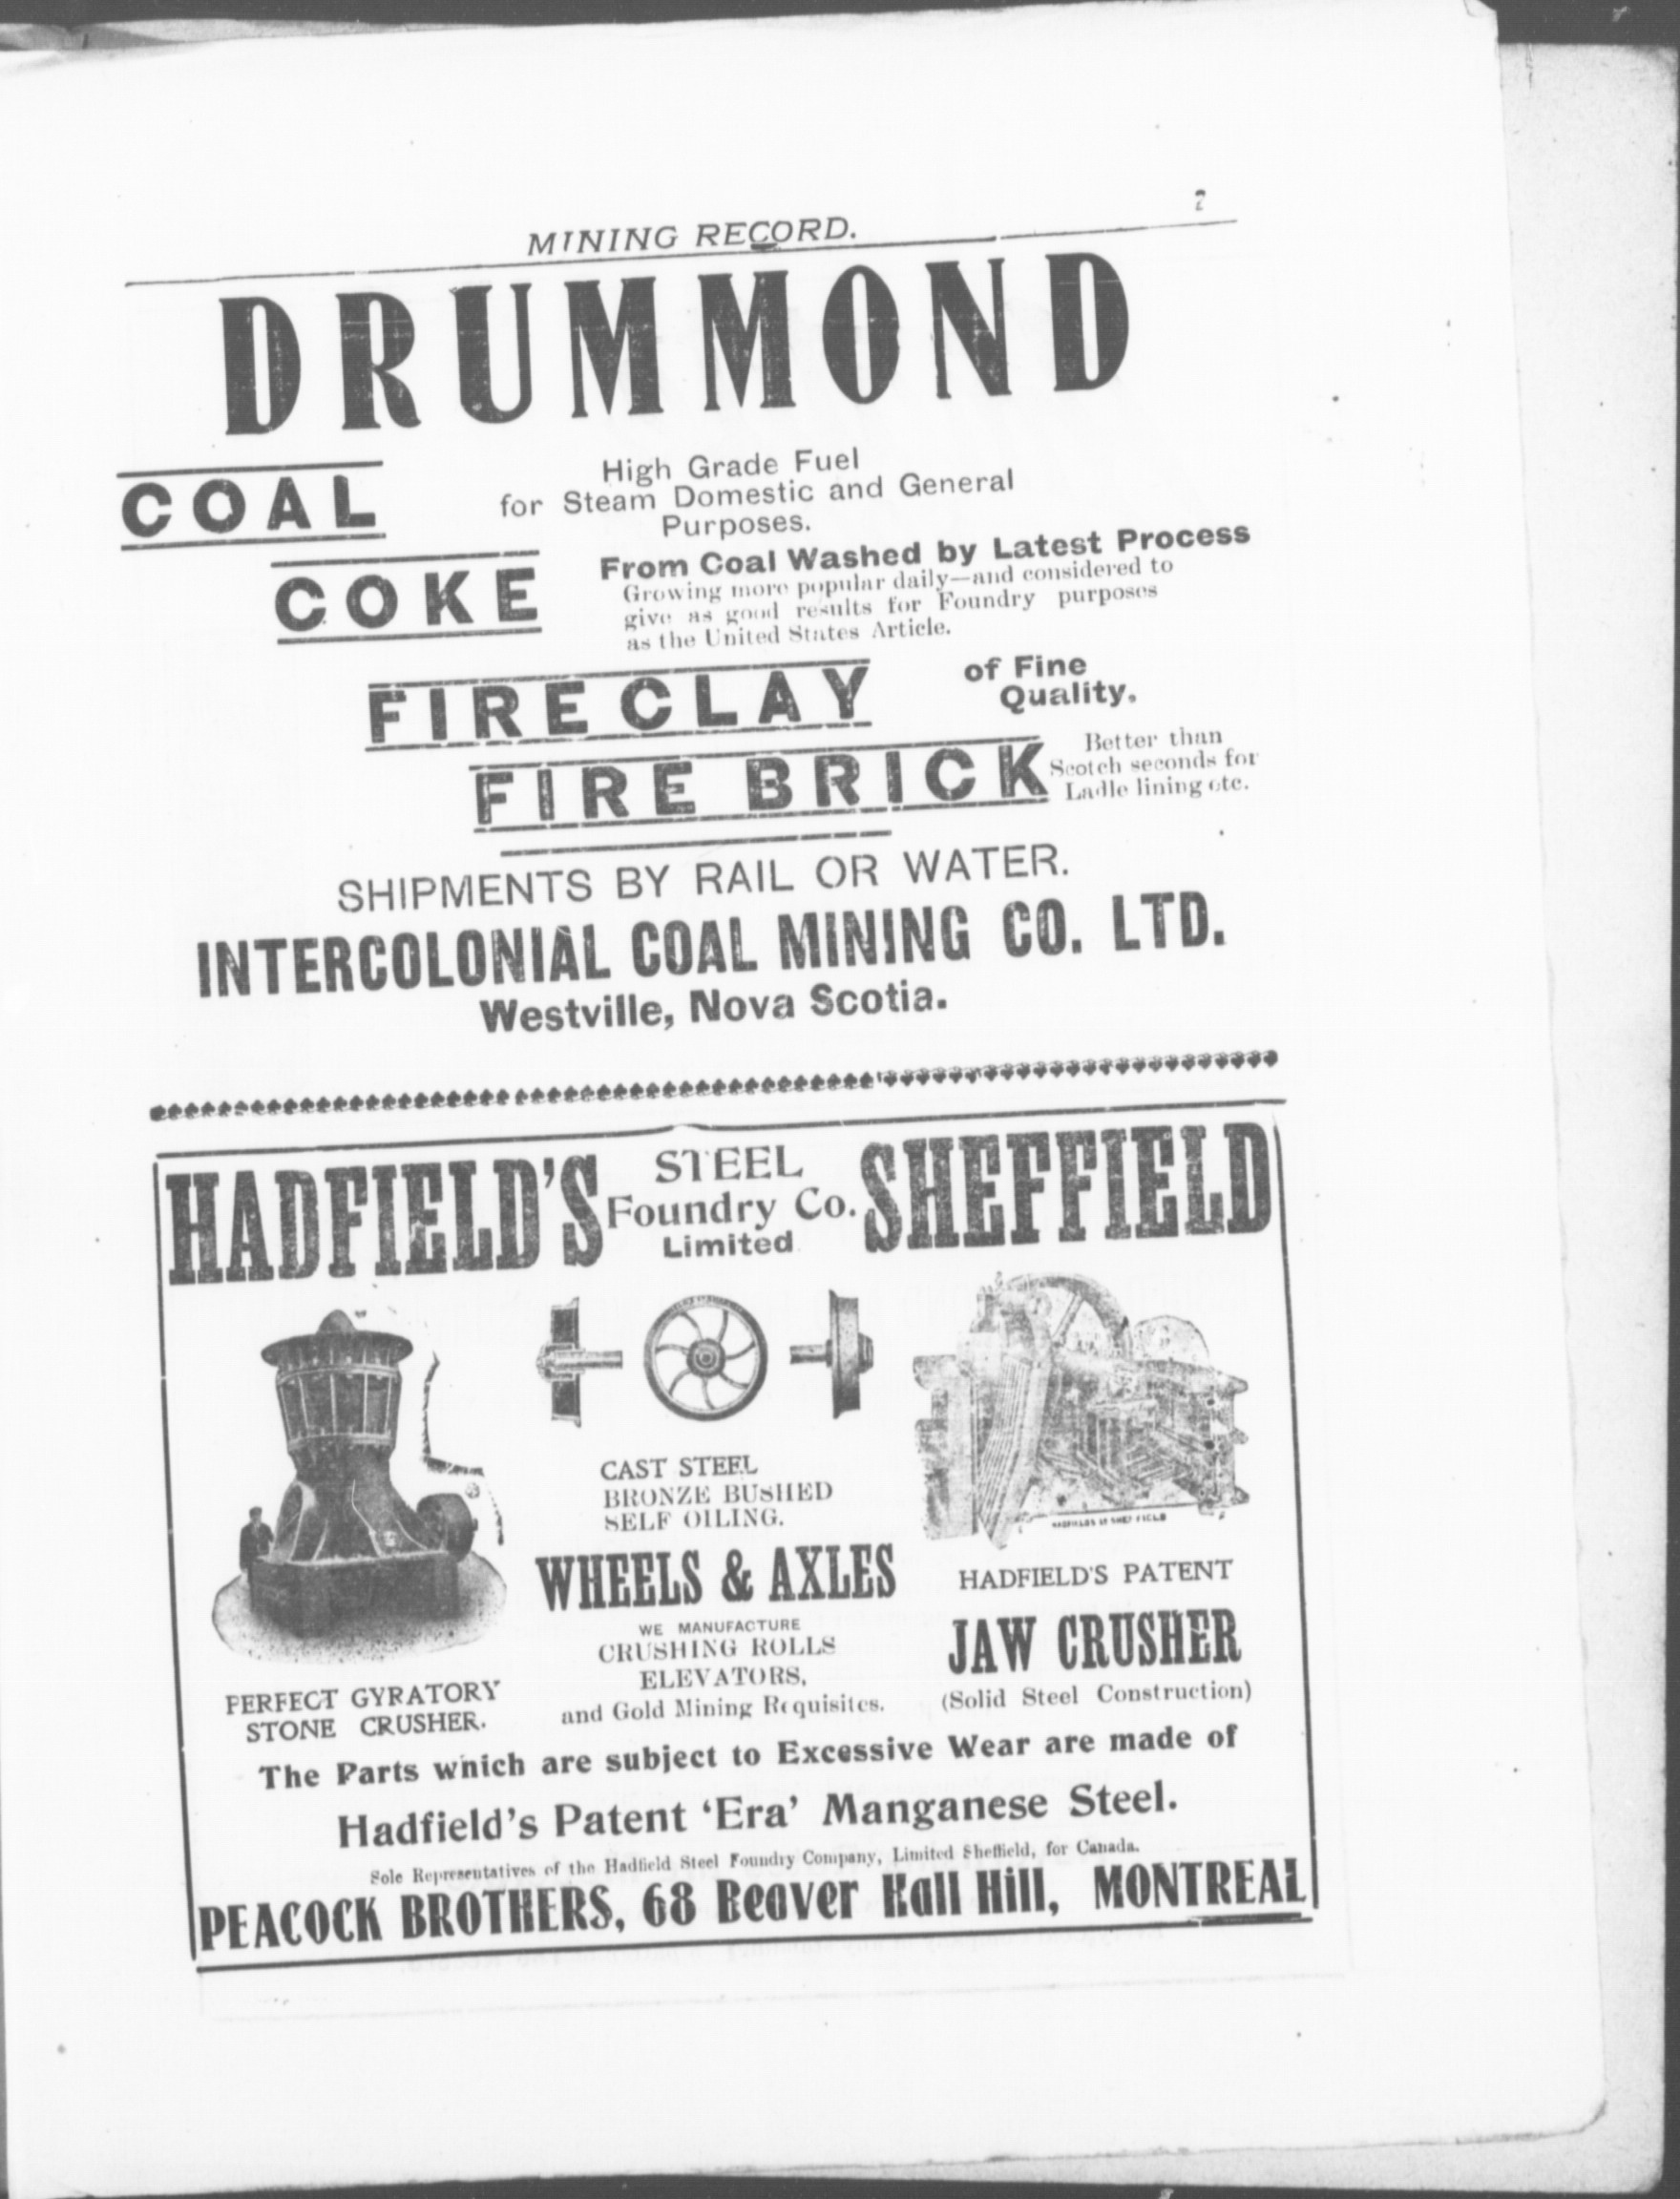 MINING RECORD.
DRUMMOND
COAL
High Grade Fuel
for Steam Domestic and General
Purposes.
COKE
From Coal Washed by Latest Process
Growing more popular daily—and considered to
give as good results for Foundry purposes
as the United States Article.
FIRE CLAY
of Fine
Quality.
FIRE BRICK
Better than
Scotch seconds for
Ladle lining etc.
SHIPMENTS BY RAIL OR WATER.
INTERCOLONIAL COAL MINING CO. LTD.
Westville, Nova Scotia.
HADFIELD'S STEEL Foundry Co. Limited SHEFFIELD
CAST STEEL
BRONZE BUSHED
SELF OILING.
WHEELS & AXLES
WE MANUFACTURE
CRUSHING ROLLS
ELEVATORS,
and Gold Mining Requisites.
PERFECT GYRATORY
STONE CRUSHER.
HADFIELD'S PATENT
JAW CRUSHER
(Solid Steel Construction)
The Parts which are subject to Excessive Wear are made of
Hadfield's Patent 'Era' Manganese Steel.
Sole Representatives of the Hadfield Steel Foundry Company, Limited Sheffield, for Canada.
PEACOCK BROTHERS, 68 Beaver Hall Hill, MONTREAL